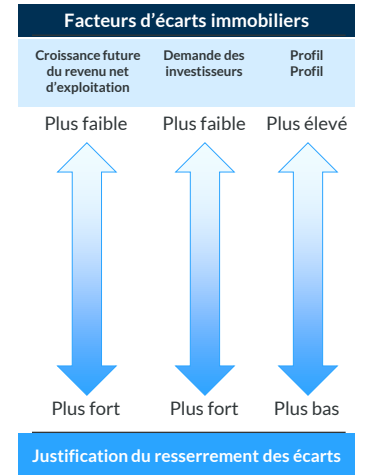 Facteurs d’écarts immobiliers
Croissance future
du revenu net
d’exploitation
Demande des
investisseurs
Profil
Profil
Plus faible
Plus faible
Plus élevé
Plus fort
Plus fort
Plus bas
Justification du resserrement des écarts